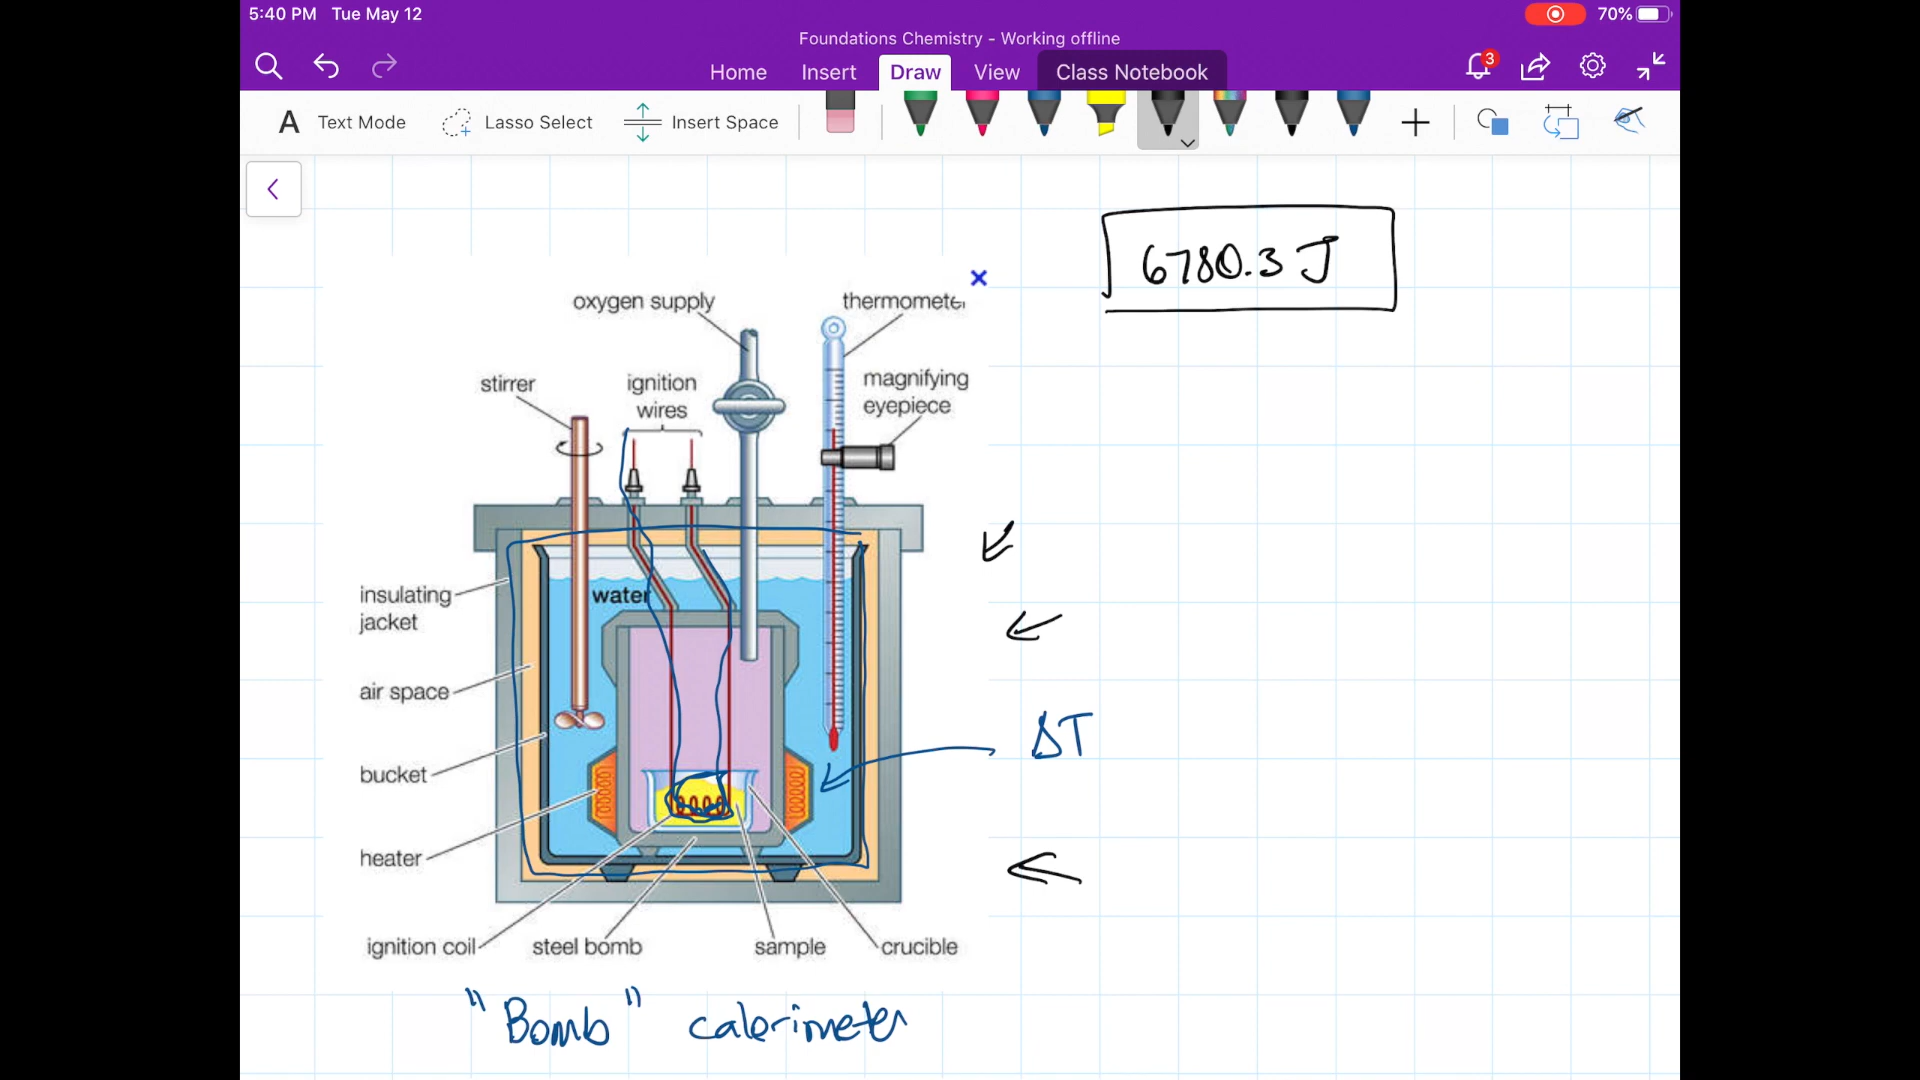 5:40 PM Tue May 12
70%
Foundations Chemistry - Working offline
Home Insert Draw View Class Notebook
3
A Text Mode Lasso Select Insert Space
6780.3 J
oxygen supply
thermometer
stirrer
ignition
wires
magnifying
eyepiece
water
insulating
jacket
air space
ΔT
bucket
heater
ignition coil steel bomb sample crucible
"Bomb" calorimeter